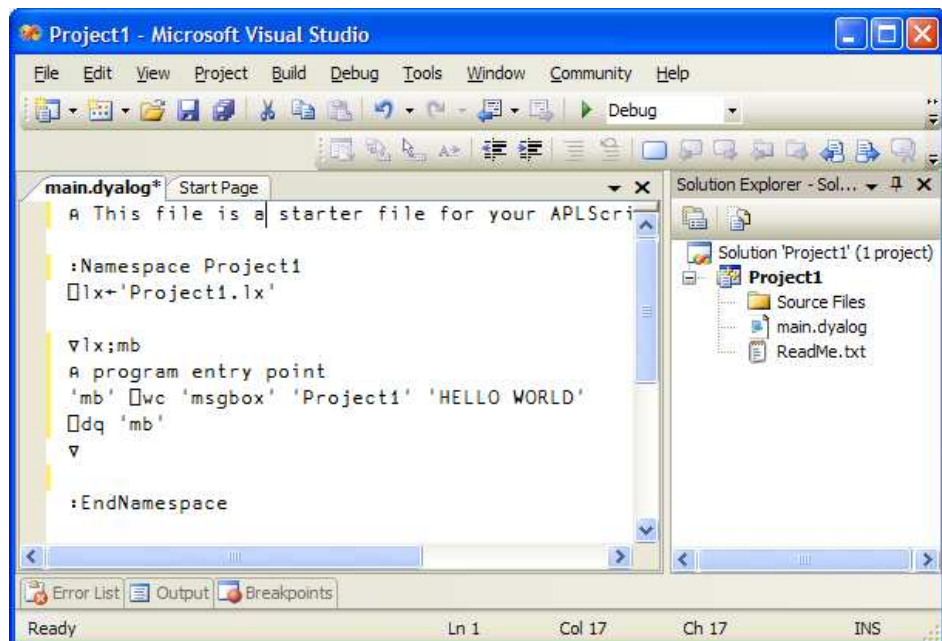 Project1 - Microsoft Visual Studio
File Edit View Project Build Debug Tools Window Community Help
Debug
main.dyalog* Start Page
⍝ This file is a starter file for your APLScri
:Namespace Project1
⎕lx←'Project1.lx'
∇lx;mb
⍝ program entry point
'mb' ⎕wc 'msgbox' 'Project1' 'HELLO WORLD'
⎕dq 'mb'
∇
:EndNamespace
Solution Explorer - Sol...
Solution 'Project1' (1 project)
Project1
Source Files
main.dyalog
ReadMe.txt
Error List Output Breakpoints
Ready Ln 1 Col 17 Ch 17 INS